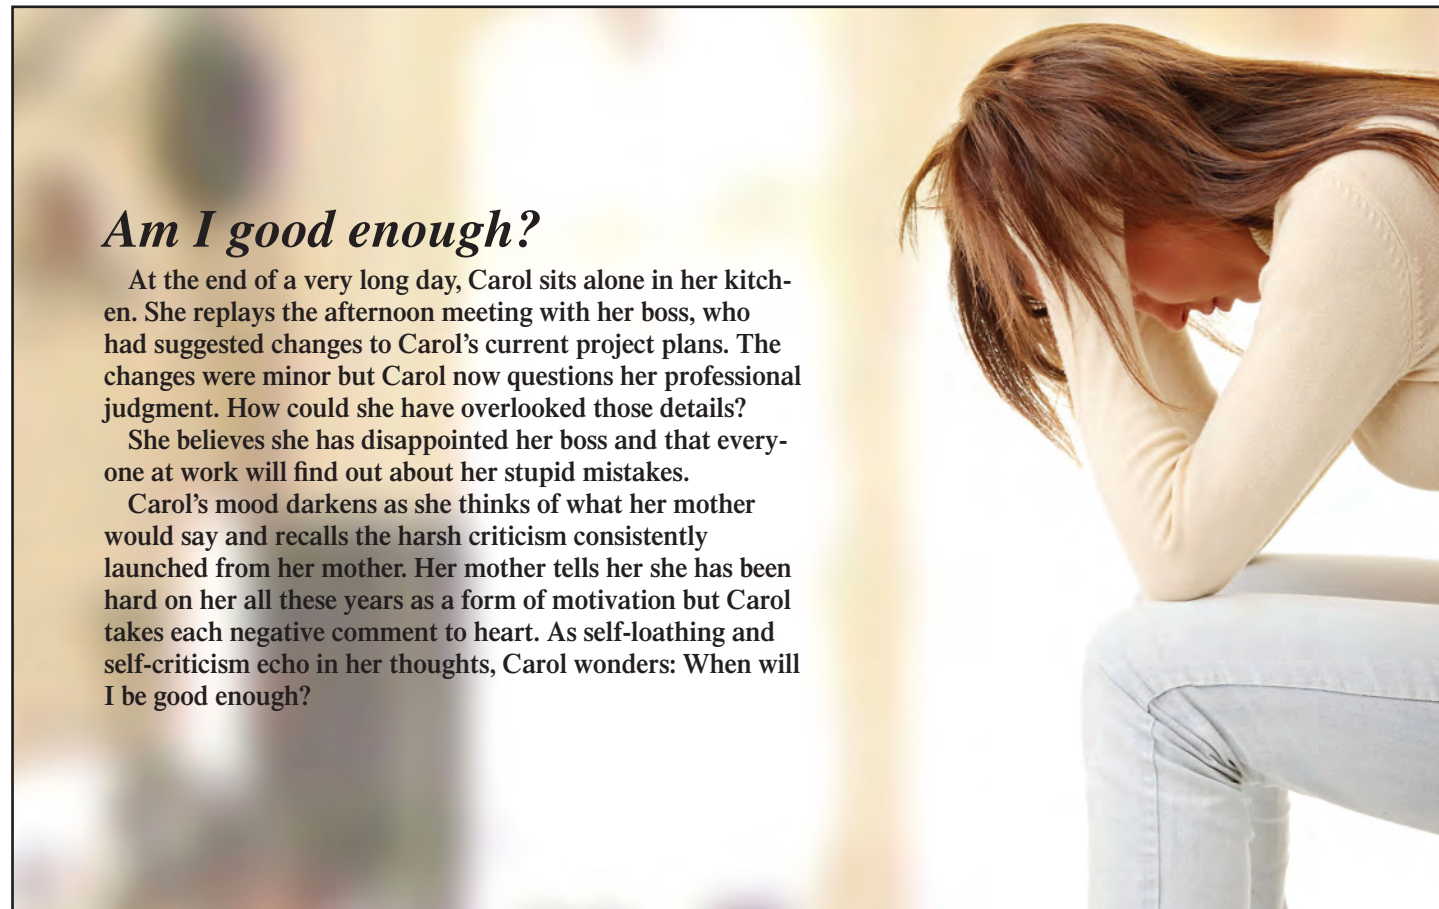 Am I good enough?
At the end of a very long day, Carol sits alone in her kitch-
en. She replays the afternoon meeting with her boss, who
had suggested changes to Carol’s current project plans. The
changes were minor but Carol now questions her professional
judgment. How could she have overlooked those details?
She believes she has disappointed her boss and that every-
one at work will find out about her stupid mistakes.
Carol’s mood darkens as she thinks of what her mother
would say and recalls the harsh criticism consistently
launched from her mother. Her mother tells her she has been
hard on her all these years as a form of motivation but Carol
takes each negative comment to heart. As self-loathing and
self-criticism echo in her thoughts, Carol wonders: When will
I be good enough?